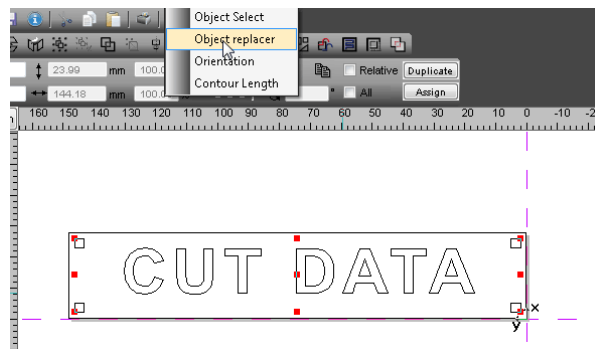 Object Select
Object replacer
Orientation
Contour Length
23.99 mm 100.0
Relative Duplicate
144.18 mm 100.0
° All Assign
160 150 140 130 120 110 100 90 80 70 60 50 40 30 20 10 0 -10 -2
CUT DATA
x
y